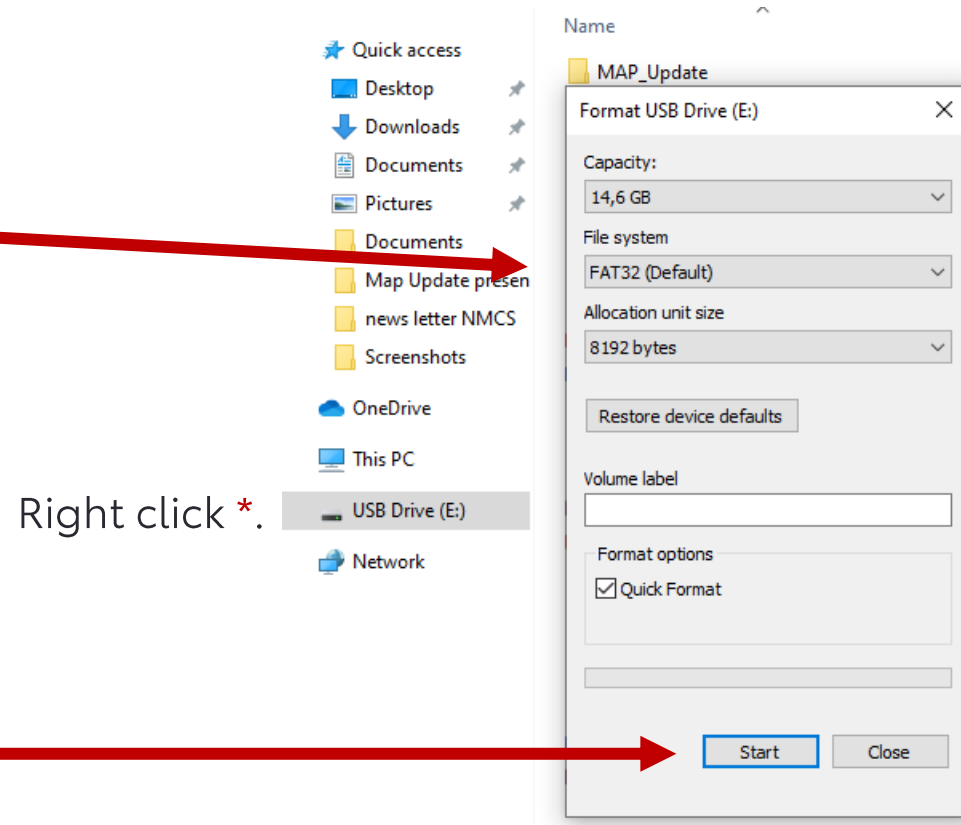 Quick access
Desktop
Downloads
Documents
Pictures
Documents
Map Update presen
news letter NMCS
Screenshots
OneDrive
This PC
Right click *.
USB Drive (E:)
Network
Name
MAP_Update
Format USB Drive (E:)
Capacity:
14,6 GB
File system
FAT32 (Default)
Allocation unit size
8192 bytes
Restore device defaults
Volume label
Format options
Quick Format
Start
Close